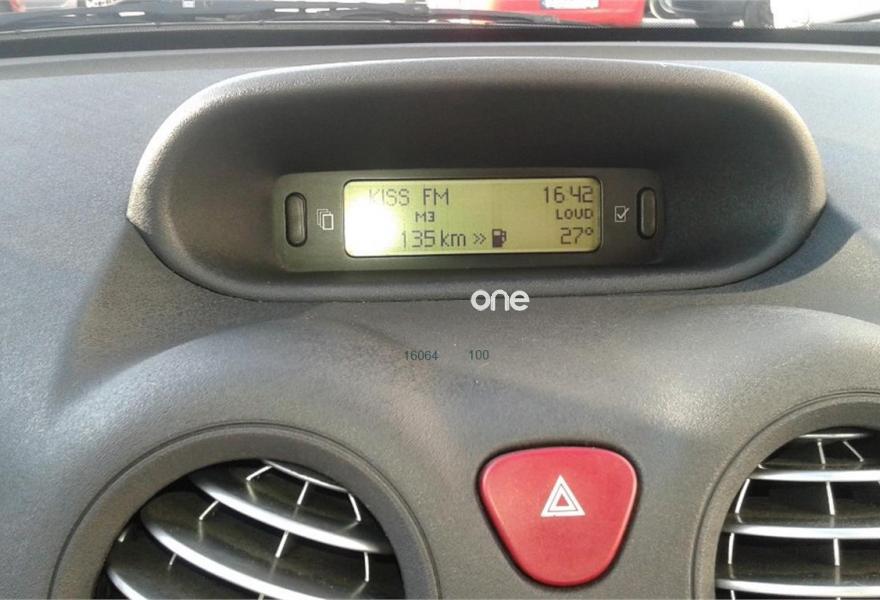 KISS FM 16:42
M3 LOUD
135 km » 27°
one
16064 100